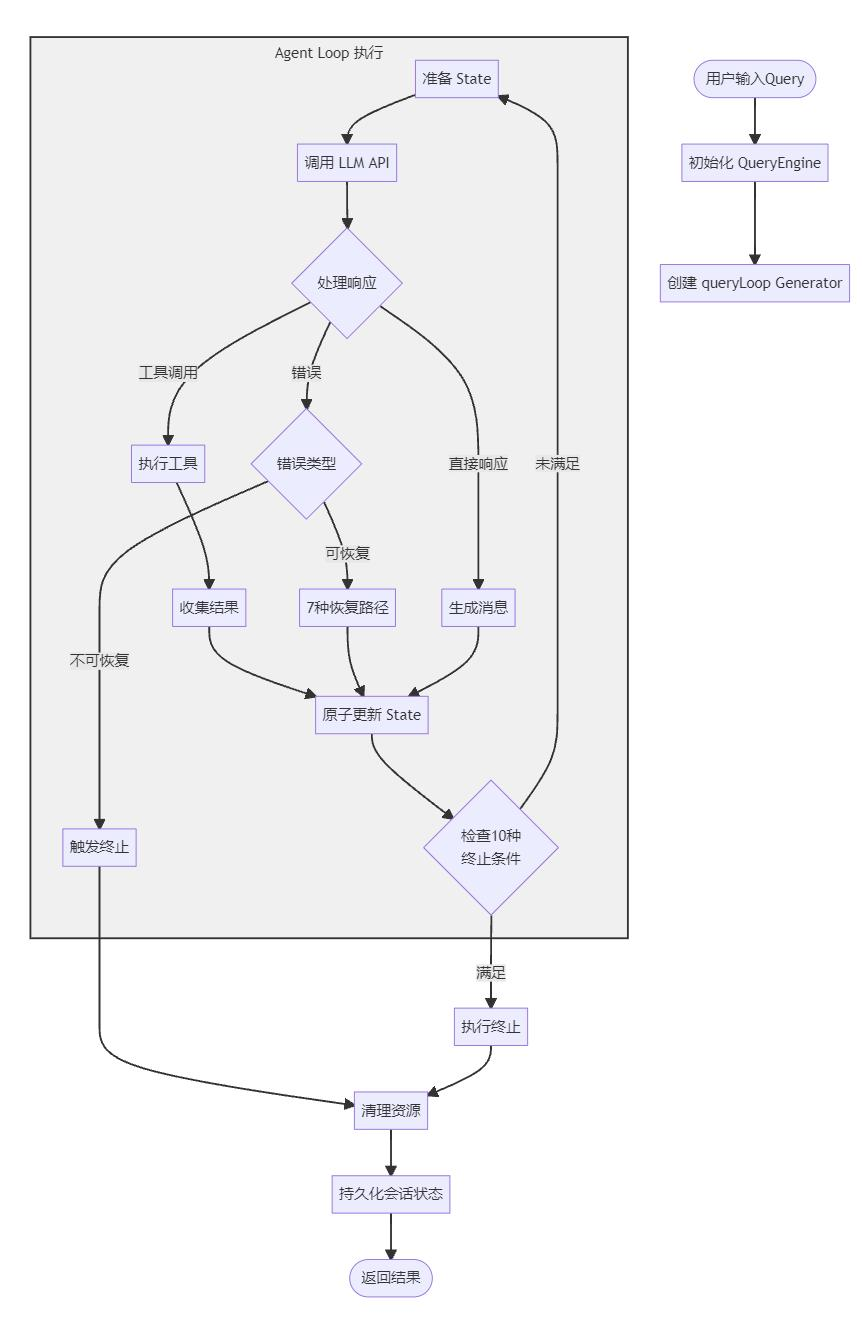 Agent Loop 执行
准备 State
用户输入Query
调用 LLM API
初始化 QueryEngine
处理响应
创建 queryLoop Generator
工具调用
错误
执行工具
错误类型
直接响应
未满足
可恢复
收集结果
7种恢复路径
生成消息
不可恢复
原子更新 State
触发终止
检查10种
终止条件
满足
执行终止
清理资源
持久化会话状态
返回结果